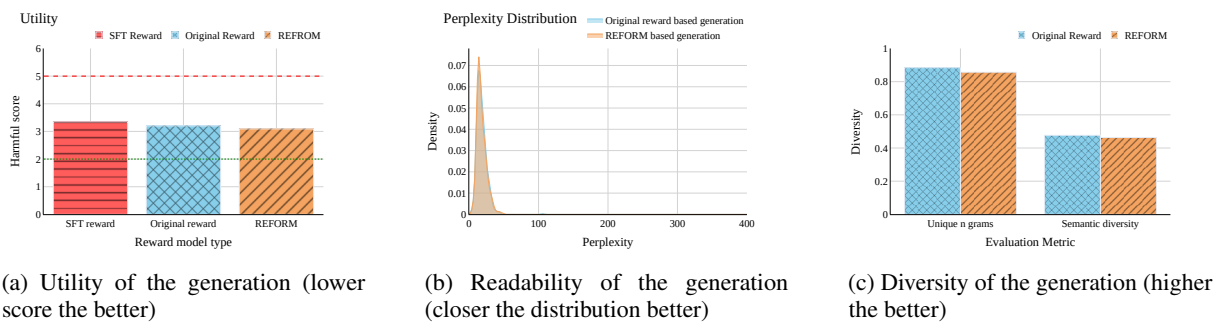 Utility
SFT Reward Original Reward REFROM
6
5
4
3
2
1
0
Harmful score
SFT reward Original reward REFORM
Reward model type
(a) Utility of the generation (lower
score the better)
Perplexity Distribution
Original reward based generation
REFORM based generation
0.07
0.06
0.05
0.04
0.03
0.02
0.01
0
Density
0 100 200 300 400
Perplexity
(b) Readability of the generation
(closer the distribution better)
Original Reward REFORM
1
0.8
0.6
0.4
0.2
0
Diversity
Unique n grams Semantic diversity
Evaluation Metric
(c) Diversity of the generation (higher
the better)